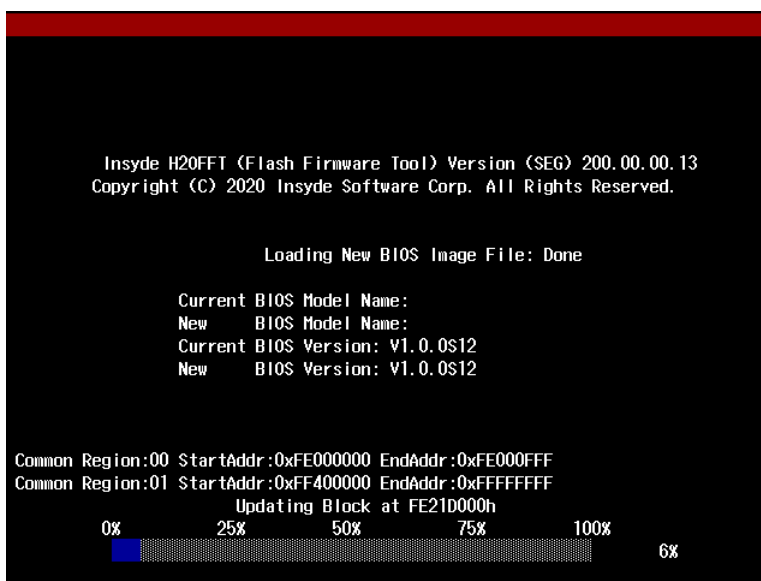 Insyde H2OFFT (Flash Firmware Tool) Version (SEG) 200.00.00.13
Copyright (C) 2020 Insyde Software Corp. All Rights Reserved.
Loading New BIOS Image File: Done
Current BIOS Model Name:
New BIOS Model Name:
Current BIOS Version: V1.0.0S12
New BIOS Version: V1.0.0S12
Common Region:00 StartAddr:0xFE000000 EndAddr:0xFE000FFF
Common Region:01 StartAddr:0xFF400000 EndAddr:0xFFFFFFFF
Updating Block at FE21D000h
0% 25% 50% 75% 100%
6%